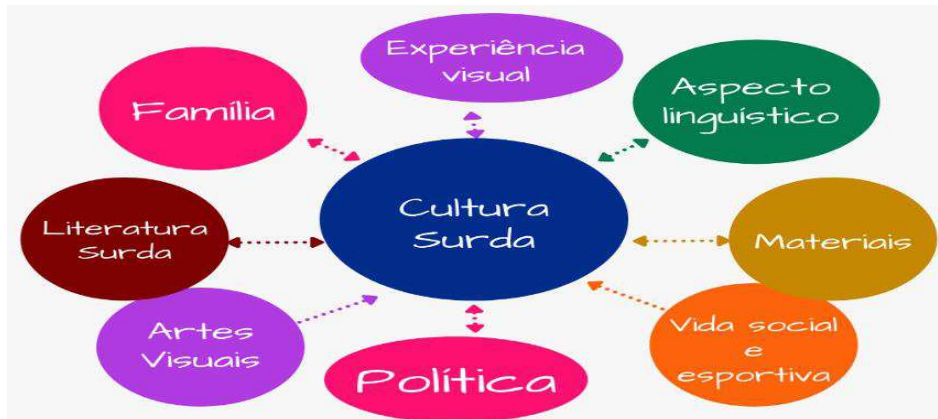 Experiência
visual
Família
Aspecto
linguístico
Cultura
Surda
Literatura
Surda
Materiais
Artes
Visuais
Vida social
e
esportiva
Política